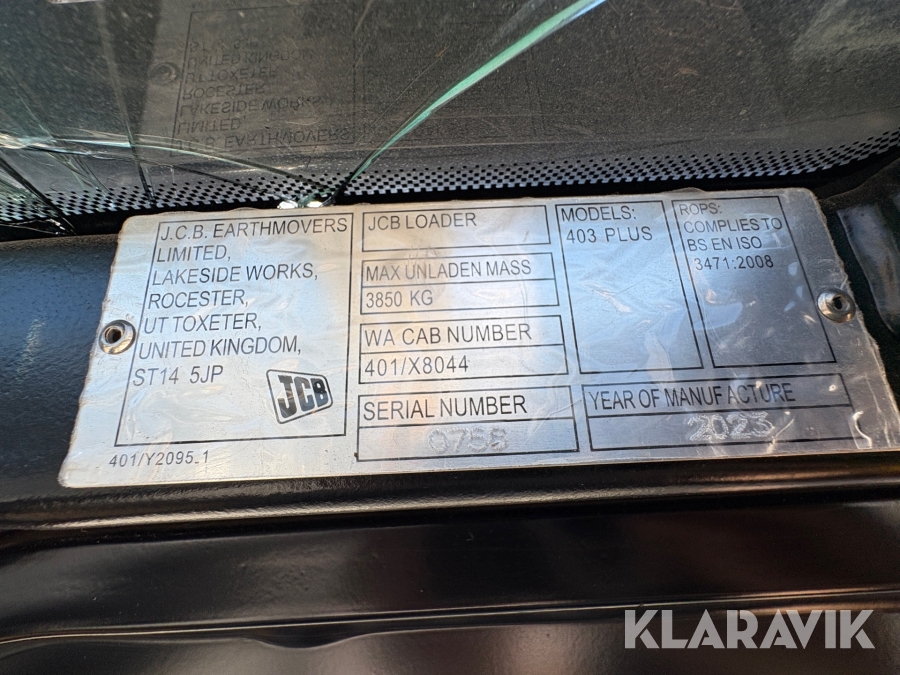 J.C.B. EARTHMOVERS
LIMITED,
LAKESIDE WORKS,
ROCESTER,
UT TOXETER,
UNITED KINGDOM,
ST14 5JP
JCB
401/Y2095_1
JCB LOADER
MAX UNLADEN MASS
3850 KG
WA CAB NUMBER
401/X8044
SERIAL NUMBER
MODELS:
403 PLUS
ROPS:
COMPLIES TO
BS EN ISO
3471:2008
YEAR OF MANUFACTURE
2023
KLARAVIK